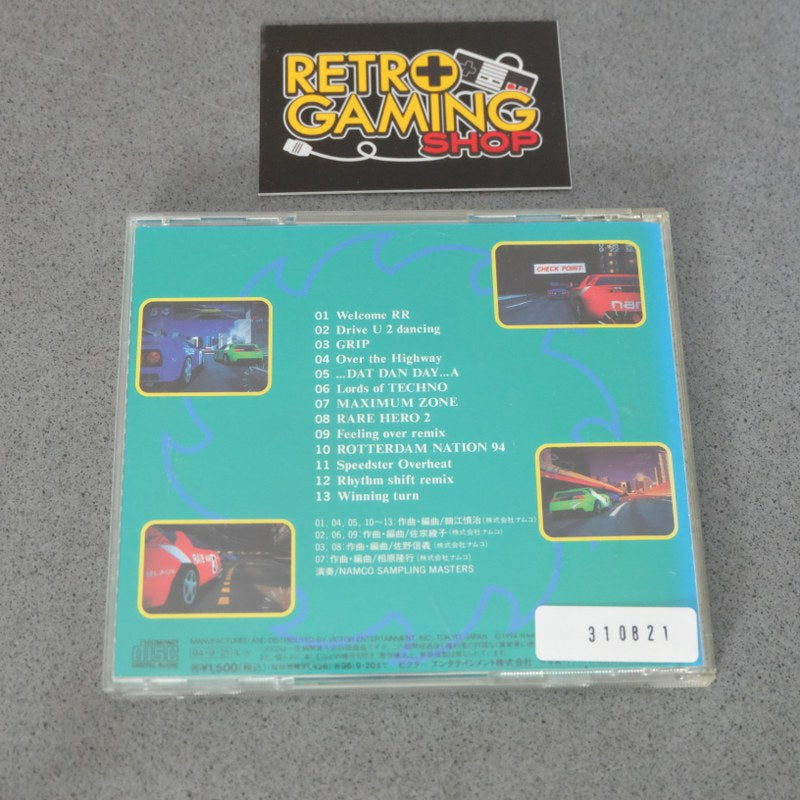 RETRO
GAMING
SHOP
CHECK POINT
01 Welcome RR
02 Drive U 2 dancing
03 GRIP
04 Over the Highway
05 ...DAT DAN DAY...A
06 Lords of TECHNO
07 MAXIMUM ZONE
08 RARE HERO 2
09 Feeling over remix
10 ROTTERDAM NATION 94
11 Speedster Overheat
12 Rhythm shift remix
13 Winning turn
01, 04, 05, 10〜13: 作曲・編曲/細江慎治(株式会社ナムコ)
02, 06, 09: 作曲・編曲/佐宗綾子(株式会社ナムコ)
03, 08: 作曲・編曲/佐野信義(株式会社ナムコ)
07: 作曲・編曲/相原隆行(株式会社ナムコ)
演奏/NAMCO SAMPLING MASTERS
310821
MANUFACTURED AND DISTRIBUTED BY VICTOR ENTERTAINMENT, INC. TOKYO, JAPAN.
COMPACT
disc
DIGITAL AUDIO
¥1,500(税込)
ビクター エンタテインメント株式会社